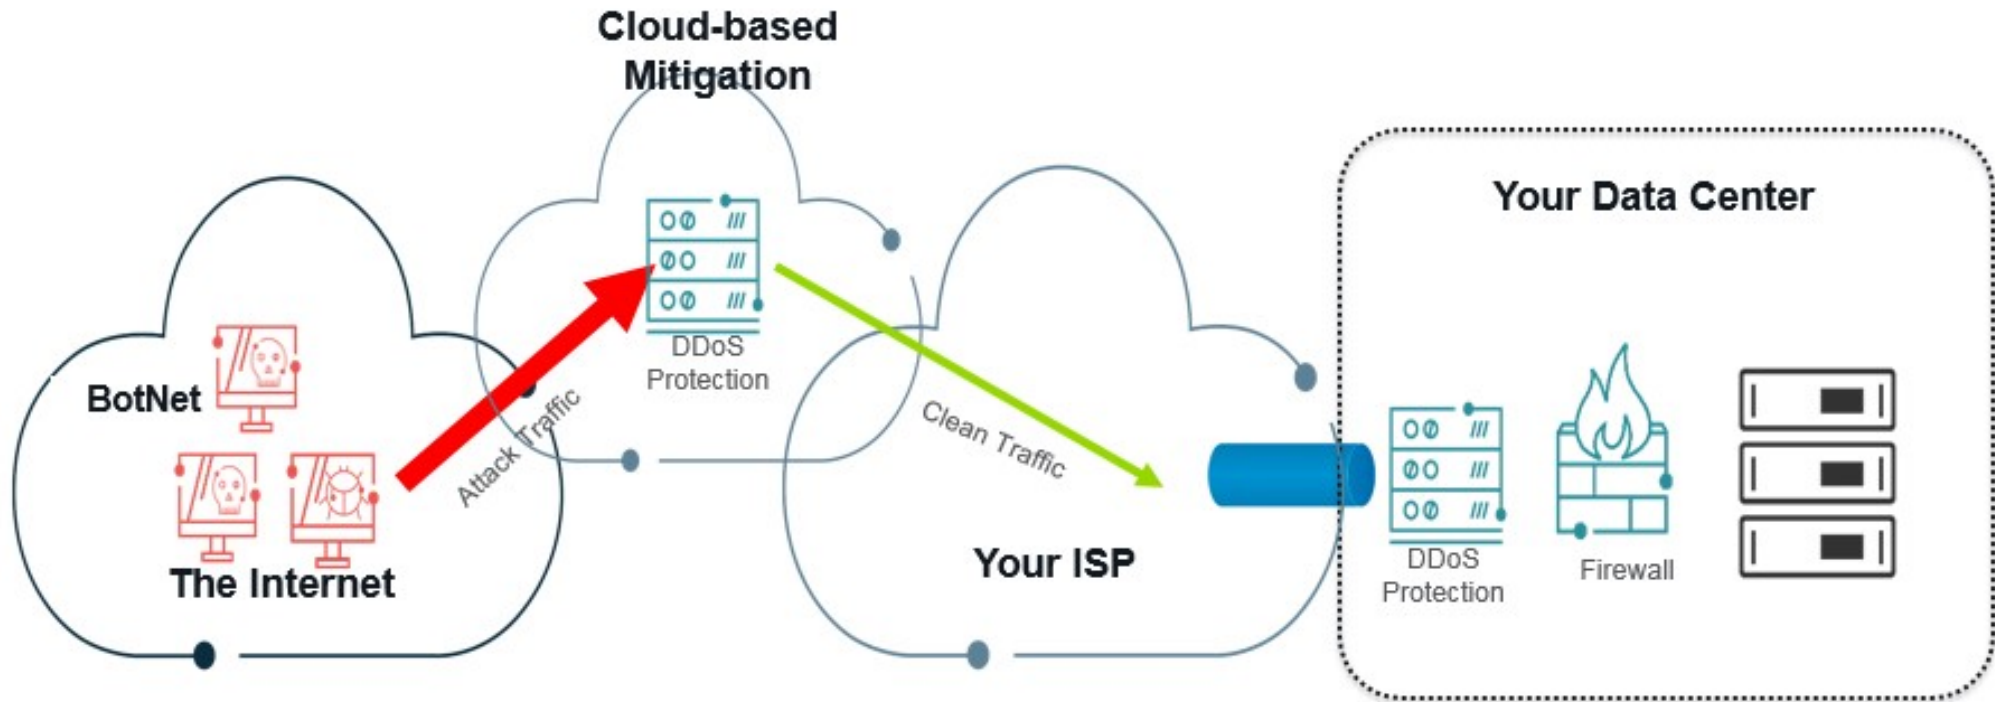 Cloud-based
Mitigation
Your Data Center
DDoS
Protection
BotNet
Attack Traffic
Clean Traffic
The Internet
Your ISP
DDoS
Protection
Firewall